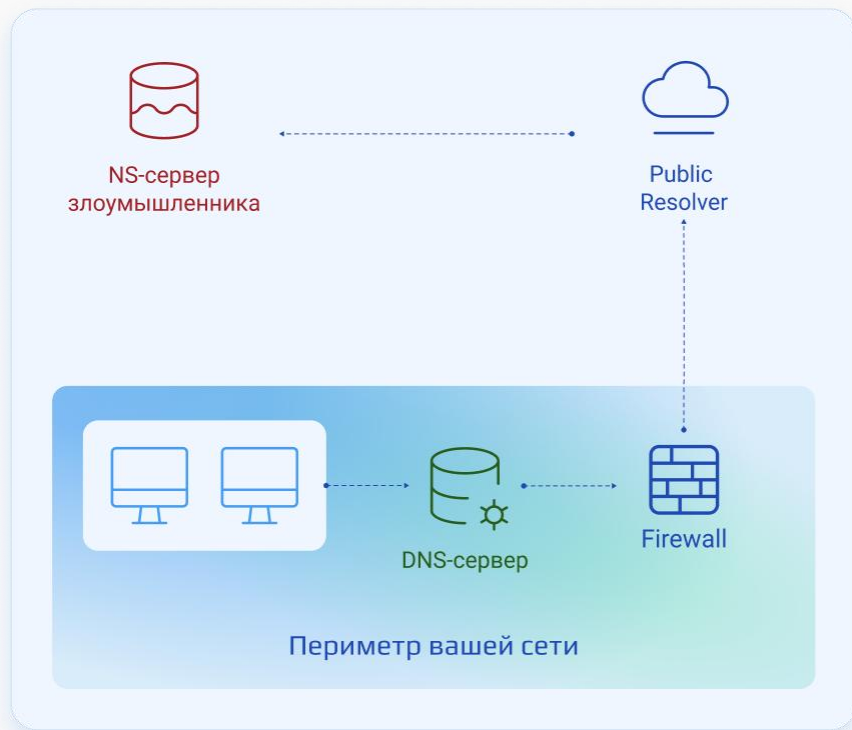 NS-сервер
злоумышленника
Public
Resolver
DNS-сервер
Firewall
Периметр вашей сети